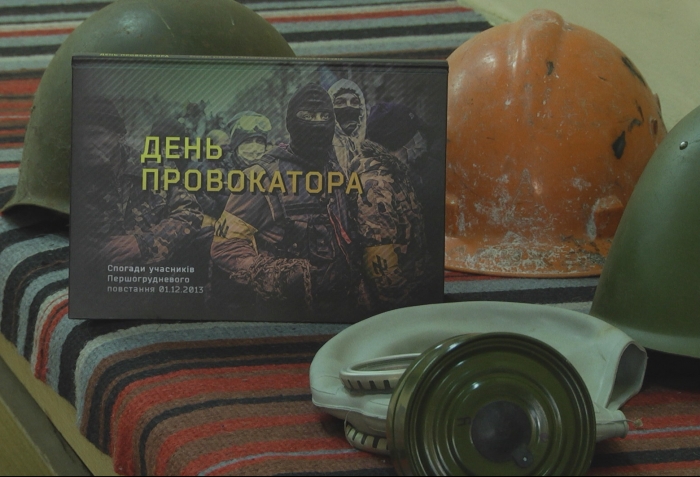 ДЕНЬ
ПРОВОКАТОРА
Спогади учасників
Першогрудневого
повстання 01.12.2013